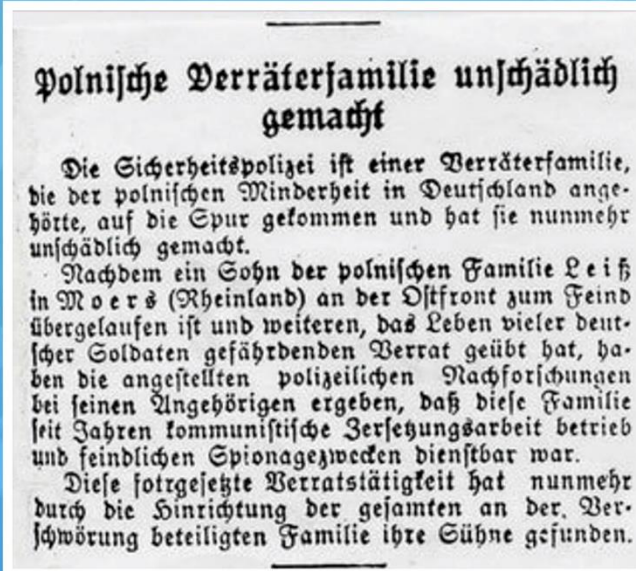 Polnische Verräterfamilie unschädlich
gemacht
Die Sicherheitspolizei ist einer Verräterfamilie,
die der polnischen Minderheit in Deutschland ange-
hörte, auf die Spur gekommen und hat sie nunmehr
unschädlich gemacht.
Nachdem ein Sohn der polnischen Familie Leiß
in Moers (Rheinland) an der Ostfront zum Feind
übergelaufen ist und weiteren, das Leben vieler deut-
scher Soldaten gefährdenden Verrat geübt hat, ha-
ben die angestellten polizeilichen Nachforschungen
bei seinen Angehörigen ergeben, daß diese Familie
seit Jahren kommunistische Zersetzungsarbeit betrieb
und feindlichen Spionagezwecken dienstbar war.
Diese fotrgesetzte Verratstätigkeit hat nunmehr
durch die Hinrichtung der gesamten an der. Ver-
schwörung beteiligten Familie ihre Sühne gefunden.